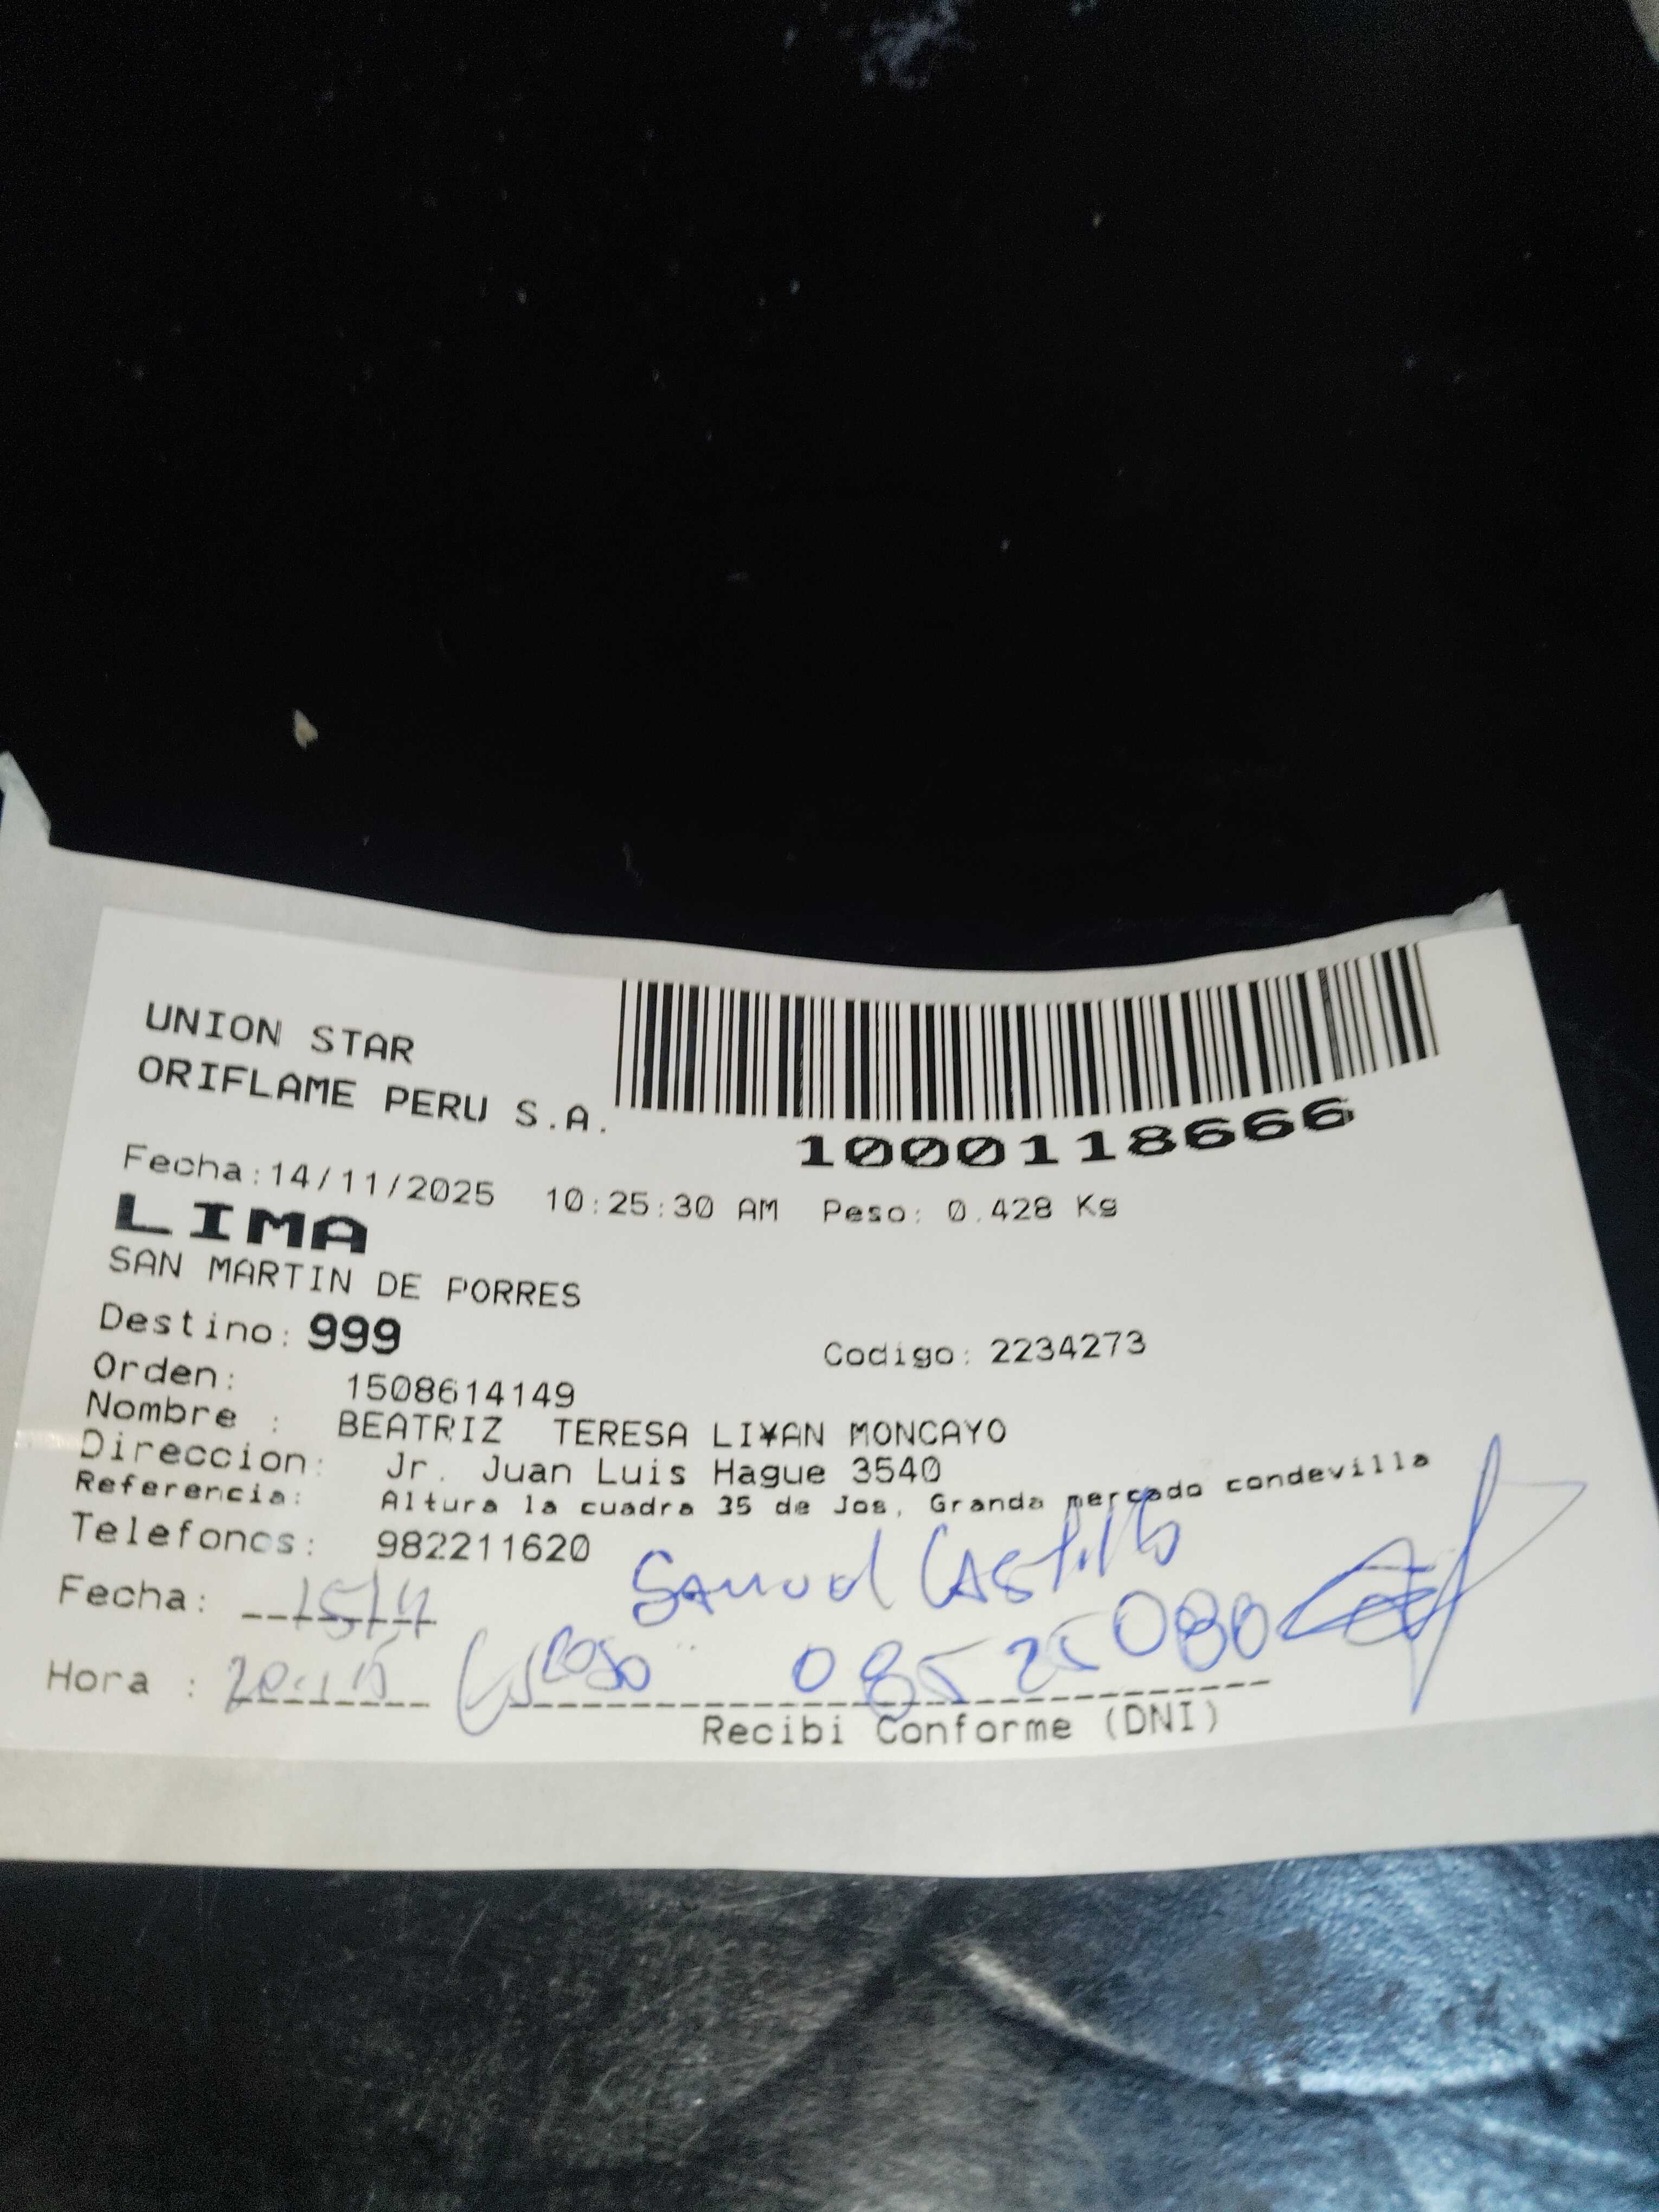 UNION STAR
ORIFLAME PERU S.A.
1000118666
Fecha:14/11/2025 10:25:30 AM Peso: 0.428 Kg
LIMA
SAN MARTIN DE PORRES
Destino: 999
Codigo: 2234273
Orden: 1508614149
Nombre : BEATRIZ TERESA LI¥AN MONCAYO
Direccion: Jr. Juan Luis Hague 3540
Referencia: Altura la cuadra 35 de Jos, Granda mercado condevilla
Telefonos: 982211620
Samuel Castillo
Fecha:
Hora :
Recibi Conforme (DNI)